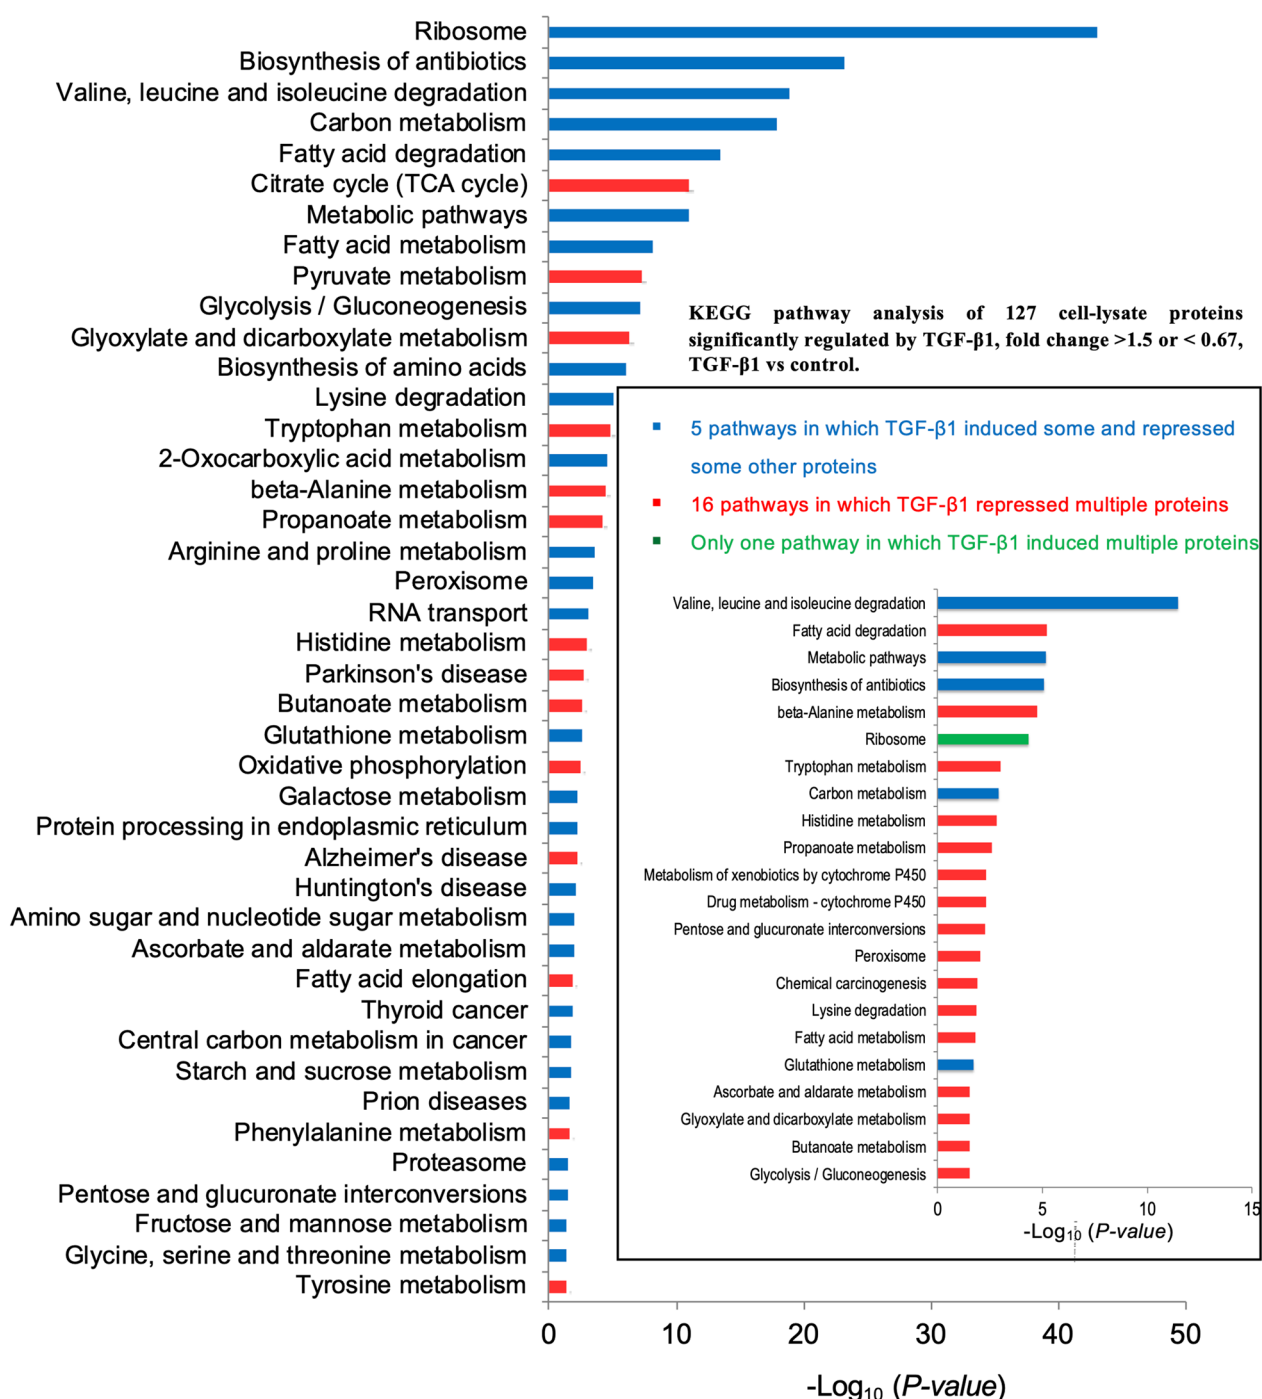 Ribosome
Biosynthesis of antibiotics
Valine, leucine and isoleucine degradation
Carbon metabolism
Fatty acid degradation
Citrate cycle (TCA cycle)
Metabolic pathways
Fatty acid metabolism
Pyruvate metabolism
Glycolysis / Gluconeogenesis
Glyoxylate and dicarboxylate metabolism
Biosynthesis of amino acids
Lysine degradation
Tryptophan metabolism
2-Oxocarboxylic acid metabolism
beta-Alanine metabolism
Propanoate metabolism
Arginine and proline metabolism
Peroxisome
RNA transport
Histidine metabolism
Parkinson's disease
Butanoate metabolism
Glutathione metabolism
Oxidative phosphorylation
Galactose metabolism
Protein processing in endoplasmic reticulum
Alzheimer's disease
Huntington's disease
Amino sugar and nucleotide sugar metabolism
Ascorbate and aldarate metabolism
Fatty acid elongation
Thyroid cancer
Central carbon metabolism in cancer
Starch and sucrose metabolism
Prion diseases
Phenylalanine metabolism
Proteasome
Pentose and glucuronate interconversions
Fructose and mannose metabolism
Glycine, serine and threonine metabolism
Tyrosine metabolism
0 10 20 30 40 50
-Log10 (P-value)
KEGG pathway analysis of 127 cell-lysate proteins
significantly regulated by TGF-β1, fold change >1.5 or < 0.67,
TGF-β1 vs control.
5 pathways in which TGF-β1 induced some and repressed
some other proteins
16 pathways in which TGF-β1 repressed multiple proteins
Only one pathway in which TGF-β1 induced multiple proteins
Valine, leucine and isoleucine degradation
Fatty acid degradation
Metabolic pathways
Biosynthesis of antibiotics
beta-Alanine metabolism
Ribosome
Tryptophan metabolism
Carbon metabolism
Histidine metabolism
Propanoate metabolism
Metabolism of xenobiotics by cytochrome P450
Drug metabolism - cytochrome P450
Pentose and glucuronate interconversions
Peroxisome
Chemical carcinogenesis
Lysine degradation
Fatty acid metabolism
Glutathione metabolism
Ascorbate and aldarate metabolism
Glyoxylate and dicarboxylate metabolism
Butanoate metabolism
Glycolysis / Gluconeogenesis
0 5 10 15
-Log10 (P-value)